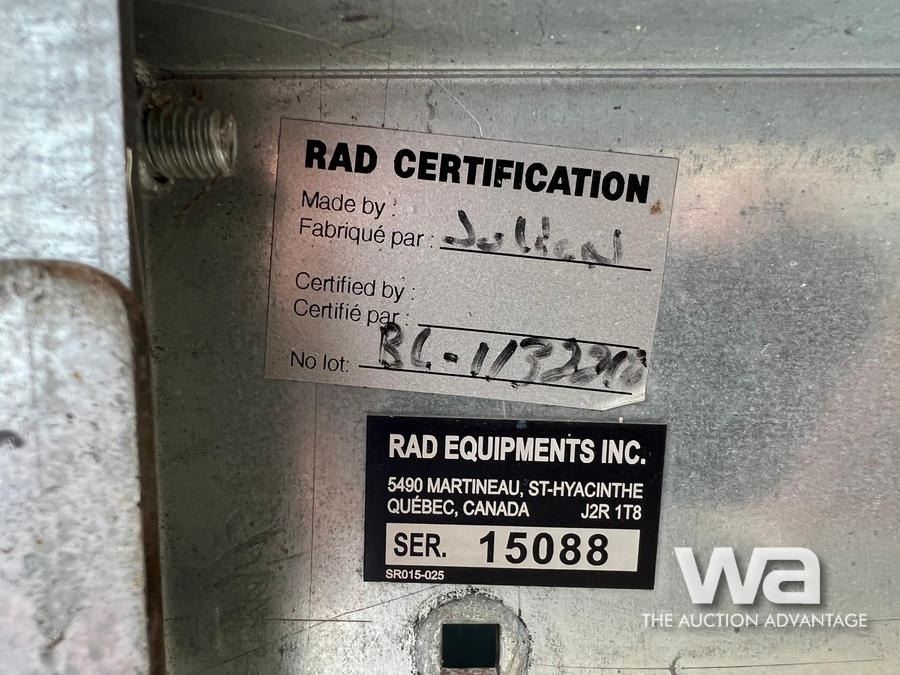 RAD CERTIFICATION
Made by :
Fabriqué par :
Certified by :
Certifié par :
No lot: BL-
RAD EQUIPMENTS INC.
5490 MARTINEAU, ST-HYACINTHE
QUÉBEC, CANADA J2R 1T8
SER. 15088
SR015-025
wa
THE AUCTION ADVANTAGE